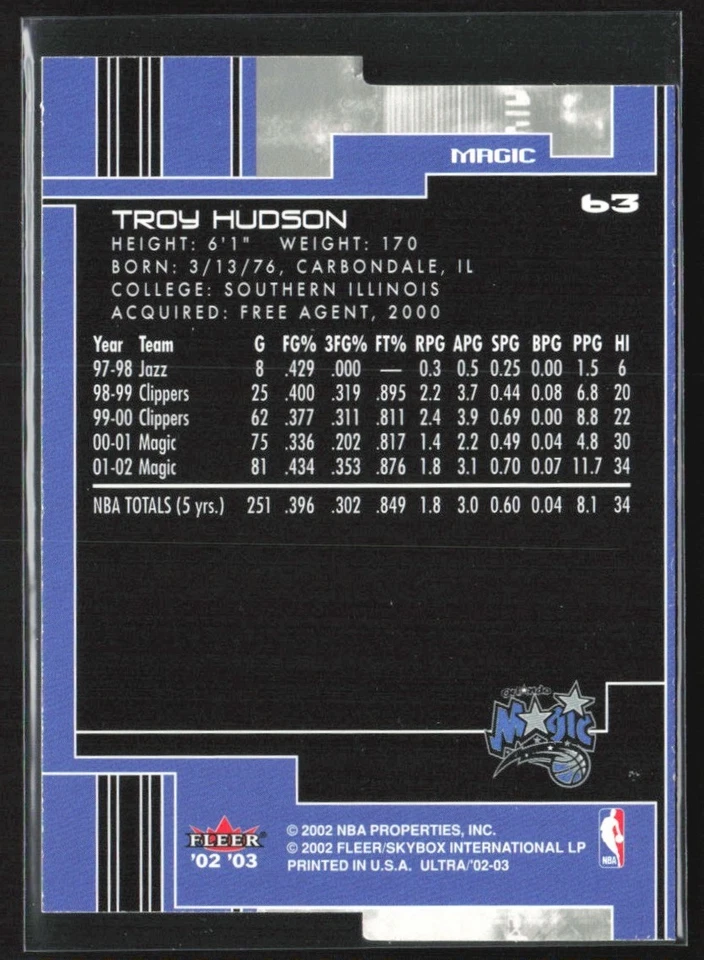 MAGIC
63
TROY HUDSON
HEIGHT: 6'1" WEIGHT: 170
BORN: 3/13/76, CARBONDALE, IL
COLLEGE: SOUTHERN ILLINOIS
ACQUIRED: FREE AGENT, 2000
Year Team G FG% 3FG% FT% RPG APG SPG BPG PPG HI
97-98 Jazz 8 .429 .000 — 0.3 0.5 0.25 0.00 1.5 6
98-99 Clippers 25 .400 .319 .895 2.2 3.7 0.44 0.08 6.8 20
99-00 Clippers 62 .377 .311 .811 2.4 3.9 0.69 0.00 8.8 22
00-01 Magic 75 .336 .202 .817 1.4 2.2 0.49 0.04 4.8 30
01-02 Magic 81 .434 .353 .876 1.8 3.1 0.70 0.07 11.7 34
NBA TOTALS (5 yrs.) 251 .396 .302 .849 1.8 3.0 0.60 0.04 8.1 34
Orlando
Magic
FLEER
'02 '03
© 2002 NBA PROPERTIES, INC.
© 2002 FLEER/SKYBOX INTERNATIONAL LP
PRINTED IN U.S.A. ULTRA/'02-03
NBA